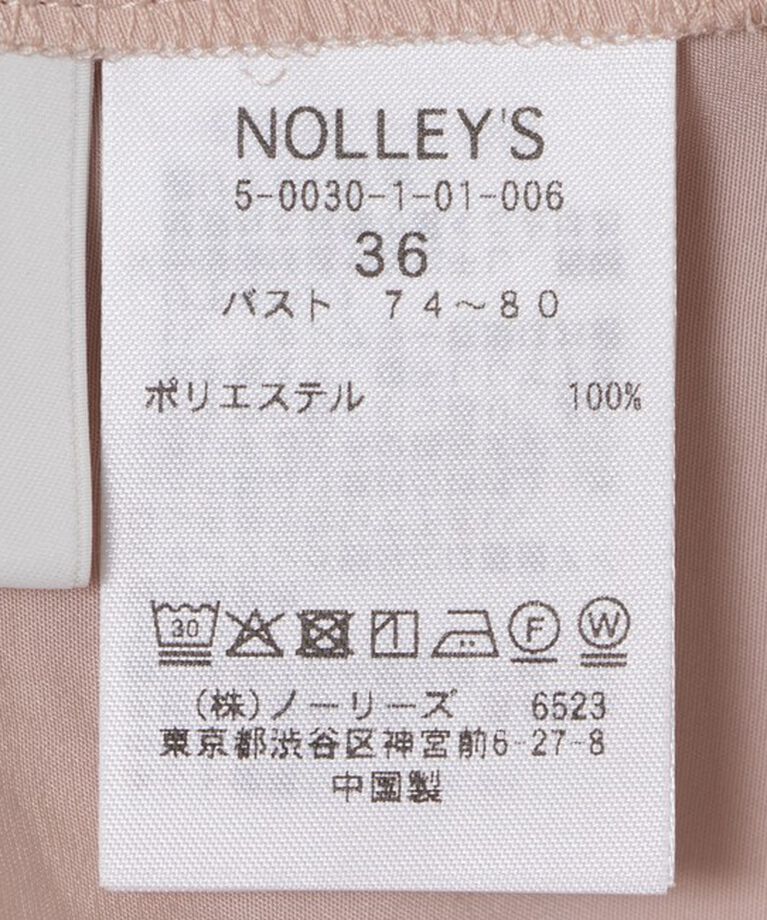 NOLLEY'S
5-0030-1-01-006
36
バスト 74～80
ポリエステル 100%
30 F W
(株)ノーリーズ 6523
東京都渋谷区神宮前6-27-8
中国製